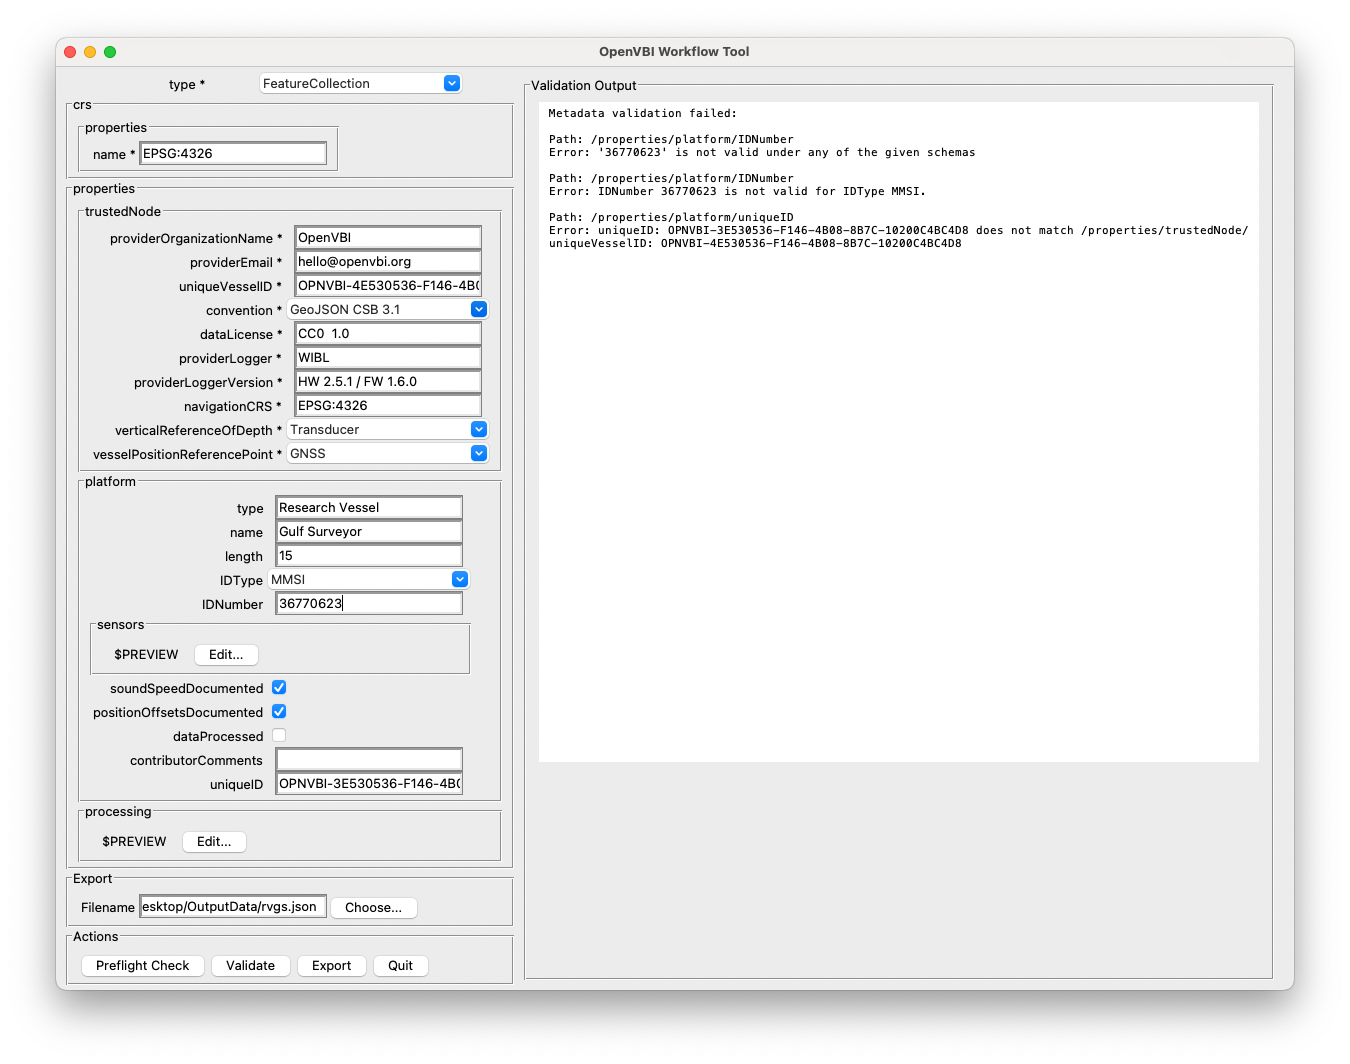 OpenVBI Workflow Tool
type * FeatureCollection
crs
properties
name * EPSG:4326
properties
trustedNode
providerOrganizationName * OpenVBI
providerEmail * hello@openvbi.org
uniqueVesselID * OPNVBI-4E530536-F146-4B0
convention * GeoJSON CSB 3.1
dataLicense * CC0 1.0
providerLogger * WIBL
providerLoggerVersion * HW 2.5.1 / FW 1.6.0
navigationCRS * EPSG:4326
verticalReferenceOfDepth * Transducer
vesselPositionReferencePoint * GNSS
platform
type Research Vessel
name Gulf Surveyor
length 15
IDType MMSI
IDNumber 36770623
sensors
$PREVIEW Edit...
soundSpeedDocumented
positionOffsetsDocumented
dataProcessed
contributorComments
uniqueID OPNVBI-3E530536-F146-4B0
processing
$PREVIEW Edit...
Export
Filename esktop/OutputData/rvgs.json Choose...
Actions
Preflight Check Validate Export Quit
Validation Output
Metadata validation failed:
Path: /properties/platform/IDNumber
Error: '36770623' is not valid under any of the given schemas
Path: /properties/platform/IDNumber
Error: IDNumber 36770623 is not valid for IDType MMSI.
Path: /properties/platform/uniqueID
Error: uniqueID: OPNVBI-3E530536-F146-4B08-8B7C-10200C4BC4D8 does not match /properties/trustedNode/
uniqueVesselID: OPNVBI-4E530536-F146-4B08-8B7C-10200C4BC4D8